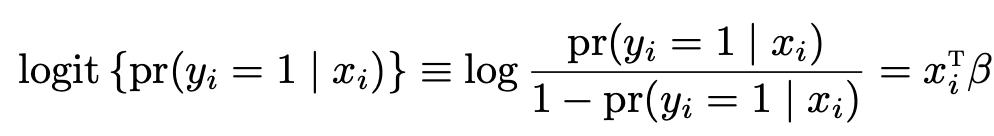 logit {pr(yᵢ = 1 | xᵢ)} ≡ log pr(yᵢ = 1 | xᵢ) / 1 − pr(yᵢ = 1 | xᵢ) = xᵢᵀβ